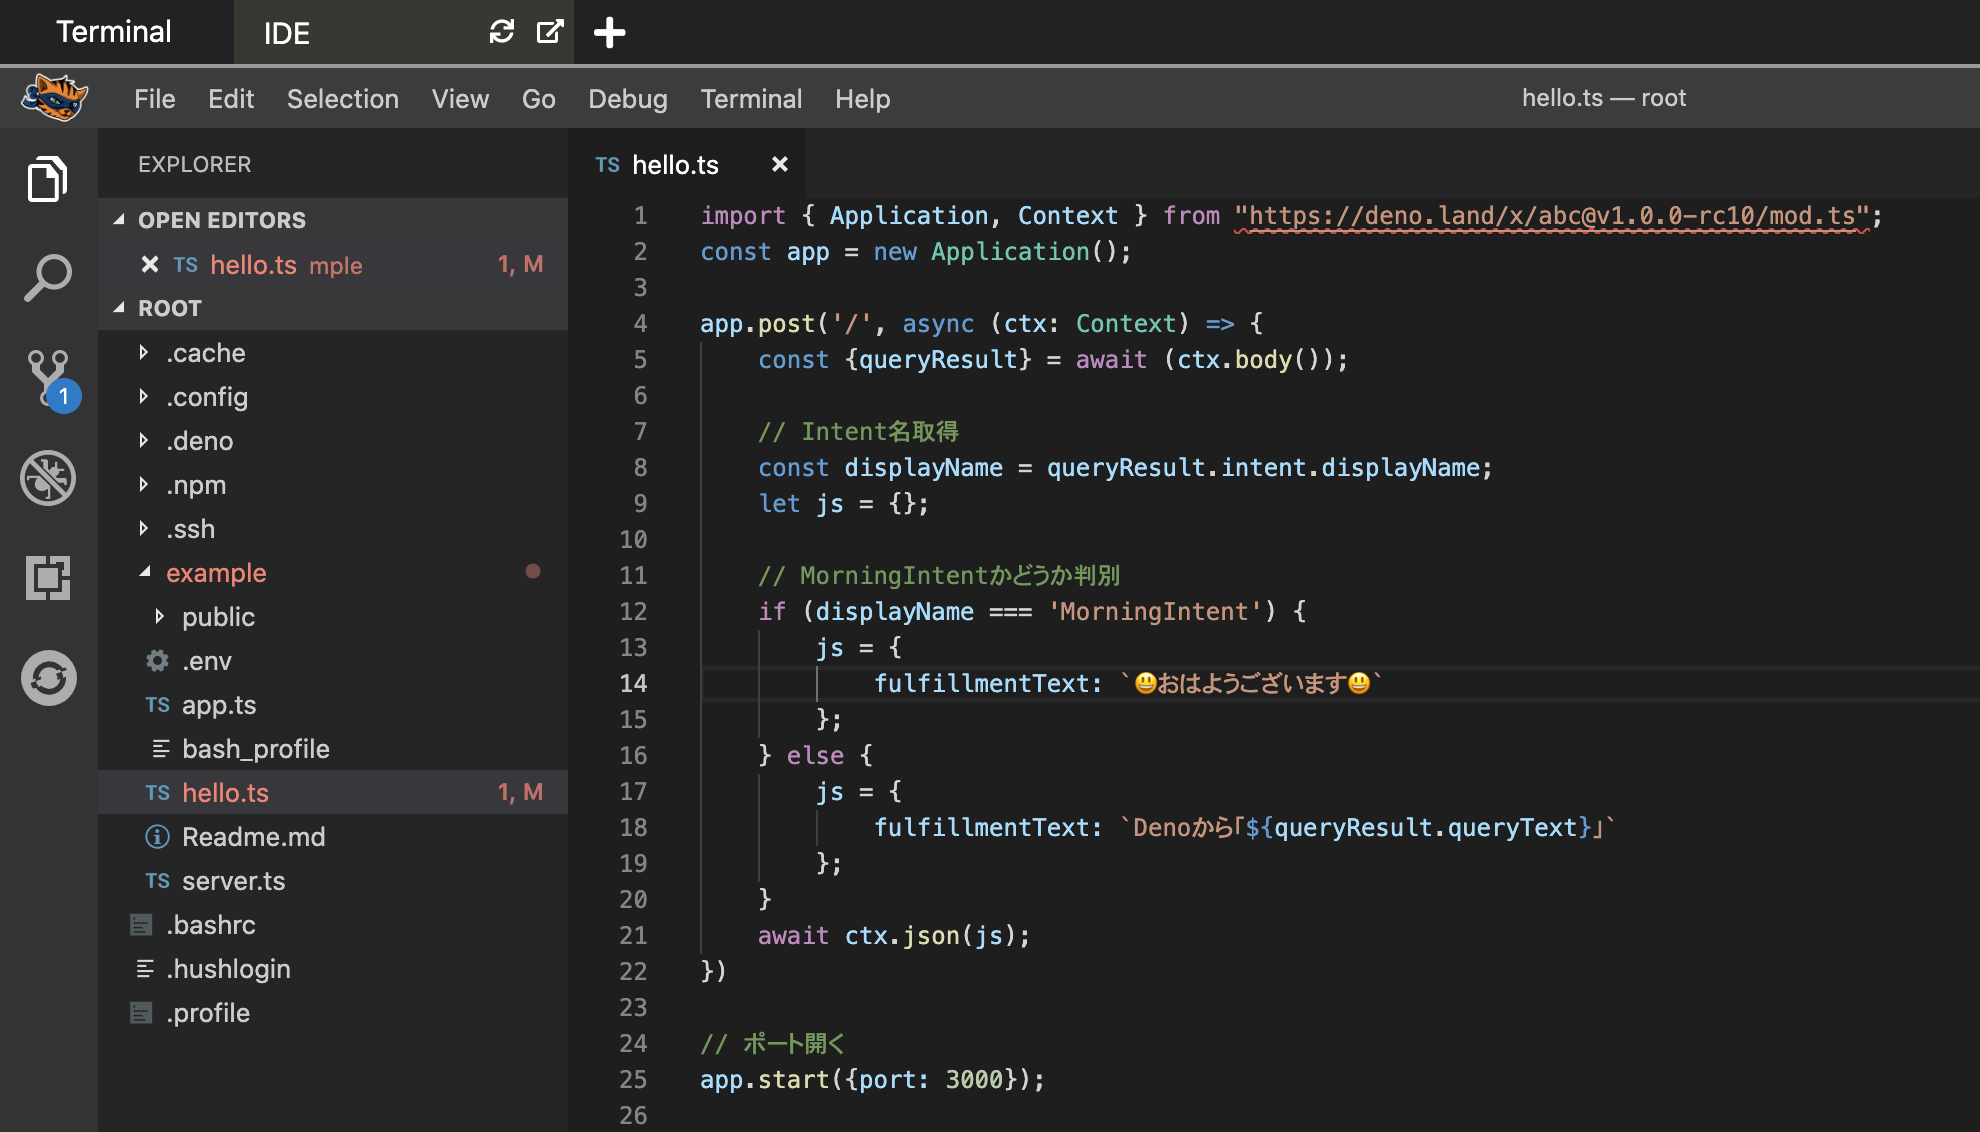 Terminal
IDE
File Edit Selection View Go Debug Terminal Help
hello.ts — root
EXPLORER
OPEN EDITORS
TS hello.ts mple 1, M
ROOT
.cache
.config
.deno
.npm
.ssh
example
public
.env
TS app.ts
bash_profile
TS hello.ts 1, M
Readme.md
TS server.ts
.bashrc
.hushlogin
.profile
1
TS hello.ts
1 import { Application, Context } from "https://deno.land/x/abc@v1.0.0-rc10/mod.ts";
2 const app = new Application();
3
4 app.post('/', async (ctx: Context) => {
5     const {queryResult} = await (ctx.body());
6
7     // Intent名取得
8     const displayName = queryResult.intent.displayName;
9     let js = {};
10
11     // MorningIntentかどうか判別
12     if (displayName === 'MorningIntent') {
13         js = {
14             fulfillmentText: `😃おはようございます😃`
15         };
16     } else {
17         js = {
18             fulfillmentText: `Denoから「${queryResult.queryText}」`
19         };
20     }
21     await ctx.json(js);
22 })
23
24 // ポート開く
25 app.start({port: 3000});
26